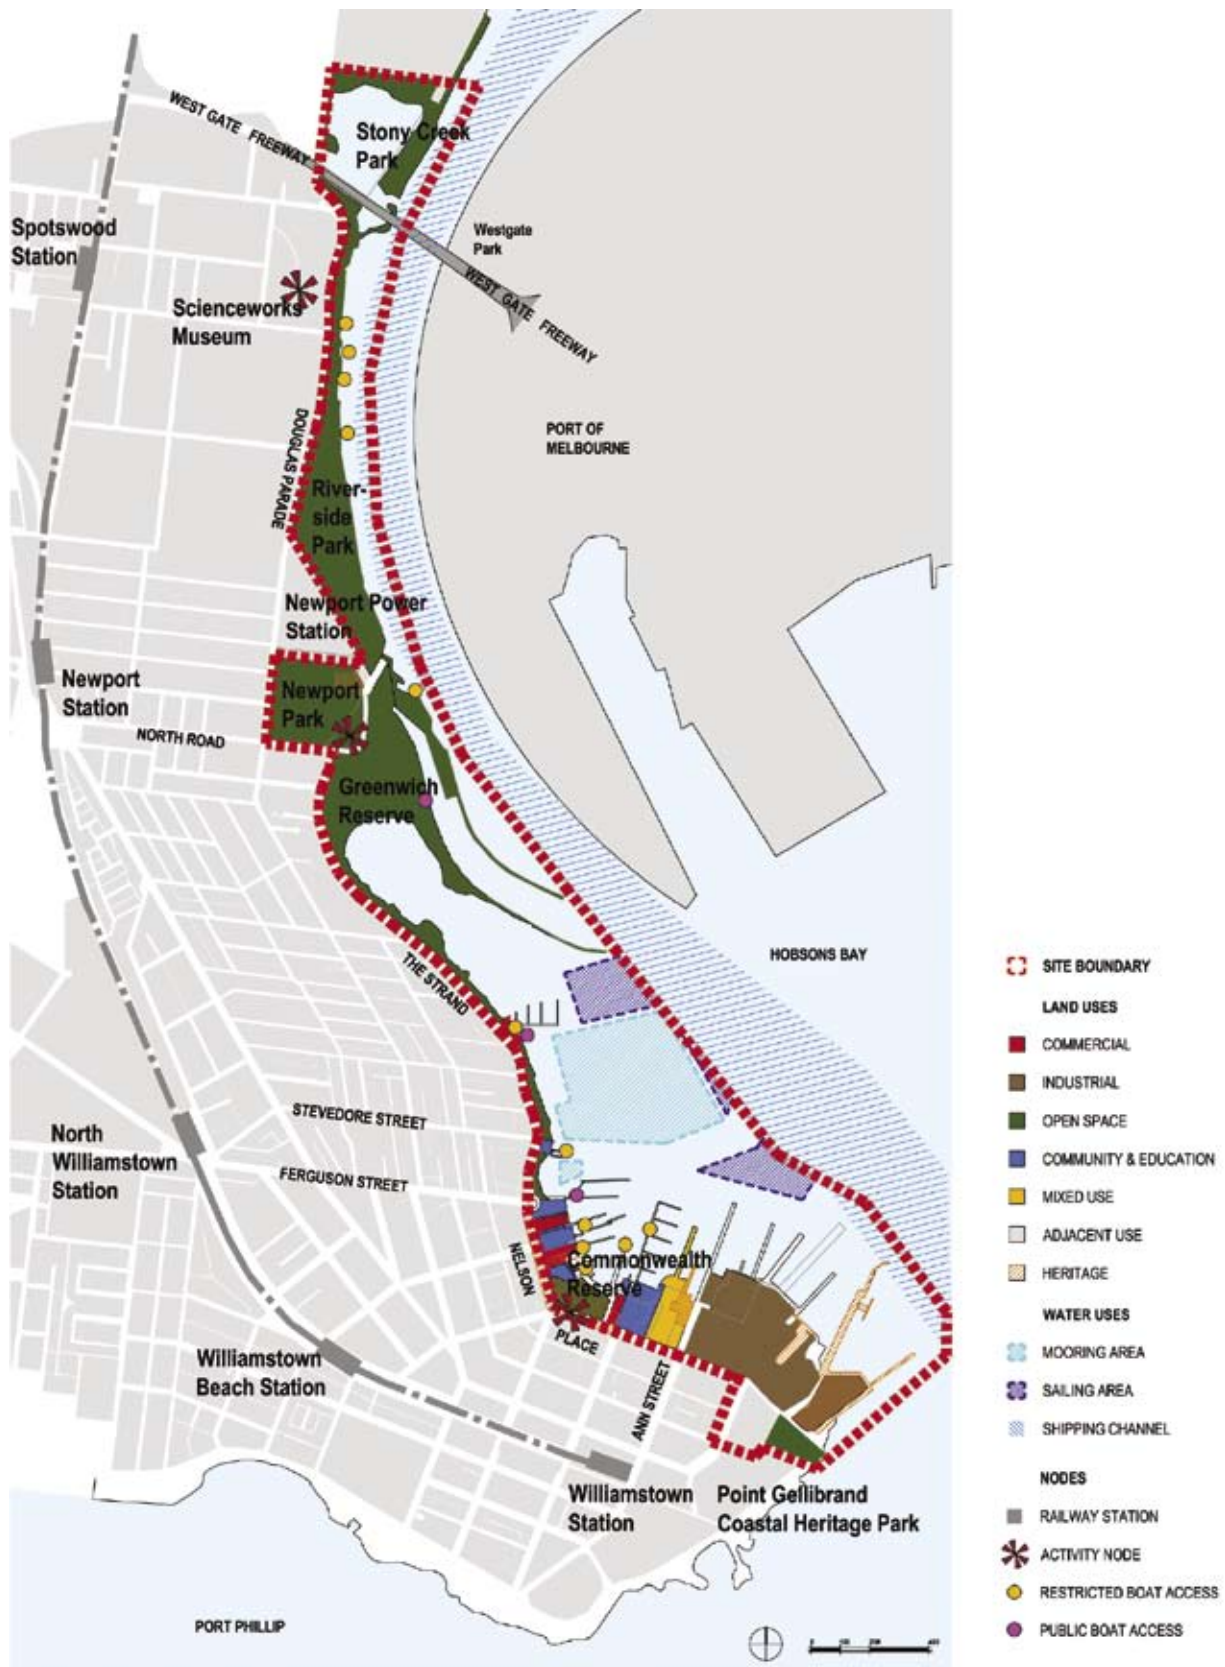 WEST GATE FREEWAY
Stony Creek
Park
Spotswood
Station
Westgate
Park
WEST GATE FREEWAY
Scienceworks
Museum
DOUGLAS PARADE
PORT OF
MELBOURNE
River-
side
Park
Newport Power
Station
Newport
Station
Newport
Park
NORTH ROAD
Greenwich
Reserve
THE STRAND
HOBSONS BAY
STEVEDORE STREET
North
Williamstown
Station
FERGUSON STREET
NELSON
Commonwealth
Reserve
PLACE
Williamstown
Beach Station
ANN STREET
Williamstown
Station
Point Gellibrand
Coastal Heritage Park
PORT PHILLIP
SITE BOUNDARY
LAND USES
COMMERCIAL
INDUSTRIAL
OPEN SPACE
COMMUNITY & EDUCATION
MIXED USE
ADJACENT USE
HERITAGE
WATER USES
MOORING AREA
SAILING AREA
SHIPPING CHANNEL
NODES
RAILWAY STATION
ACTIVITY NODE
RESTRICTED BOAT ACCESS
PUBLIC BOAT ACCESS